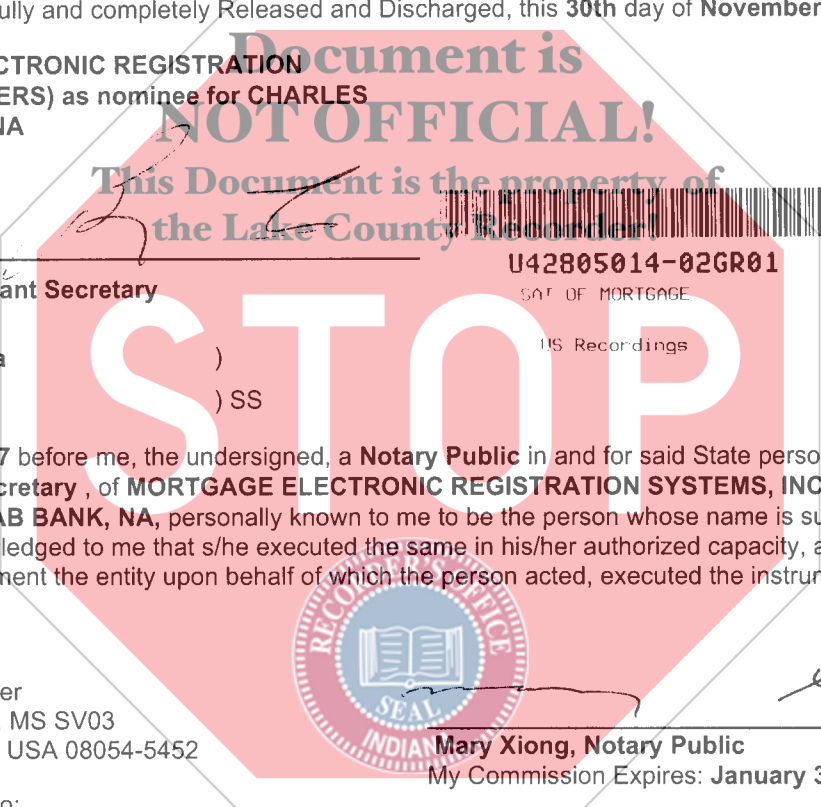 ully and completely Released and Discharged, this 30th day of November
CTRONIC REGISTRATION
ERS) as nominee for CHARLES
NA
Document is
NOT OFFICIAL!
This Document is the property of
the Lake County Recorder!
U42805014-02GR01
SAT OF MORTGAGE
US Recordings
ant Secretary
a )
) SS
STOP
7 before me, the undersigned, a Notary Public in and for said State perso
cretary , of MORTGAGE ELECTRONIC REGISTRATION SYSTEMS, INC
AB BANK, NA, personally known to me to be the person whose name is su
ledged to me that s/he executed the same in his/her authorized capacity, a
ment the entity upon behalf of which the person acted, executed the instru
RECORDER'S OFFICE
SEAL
INDIANA
er
MS SV03
USA 08054-5452
Mary Xiong, Notary Public
My Commission Expires: January 3
o: